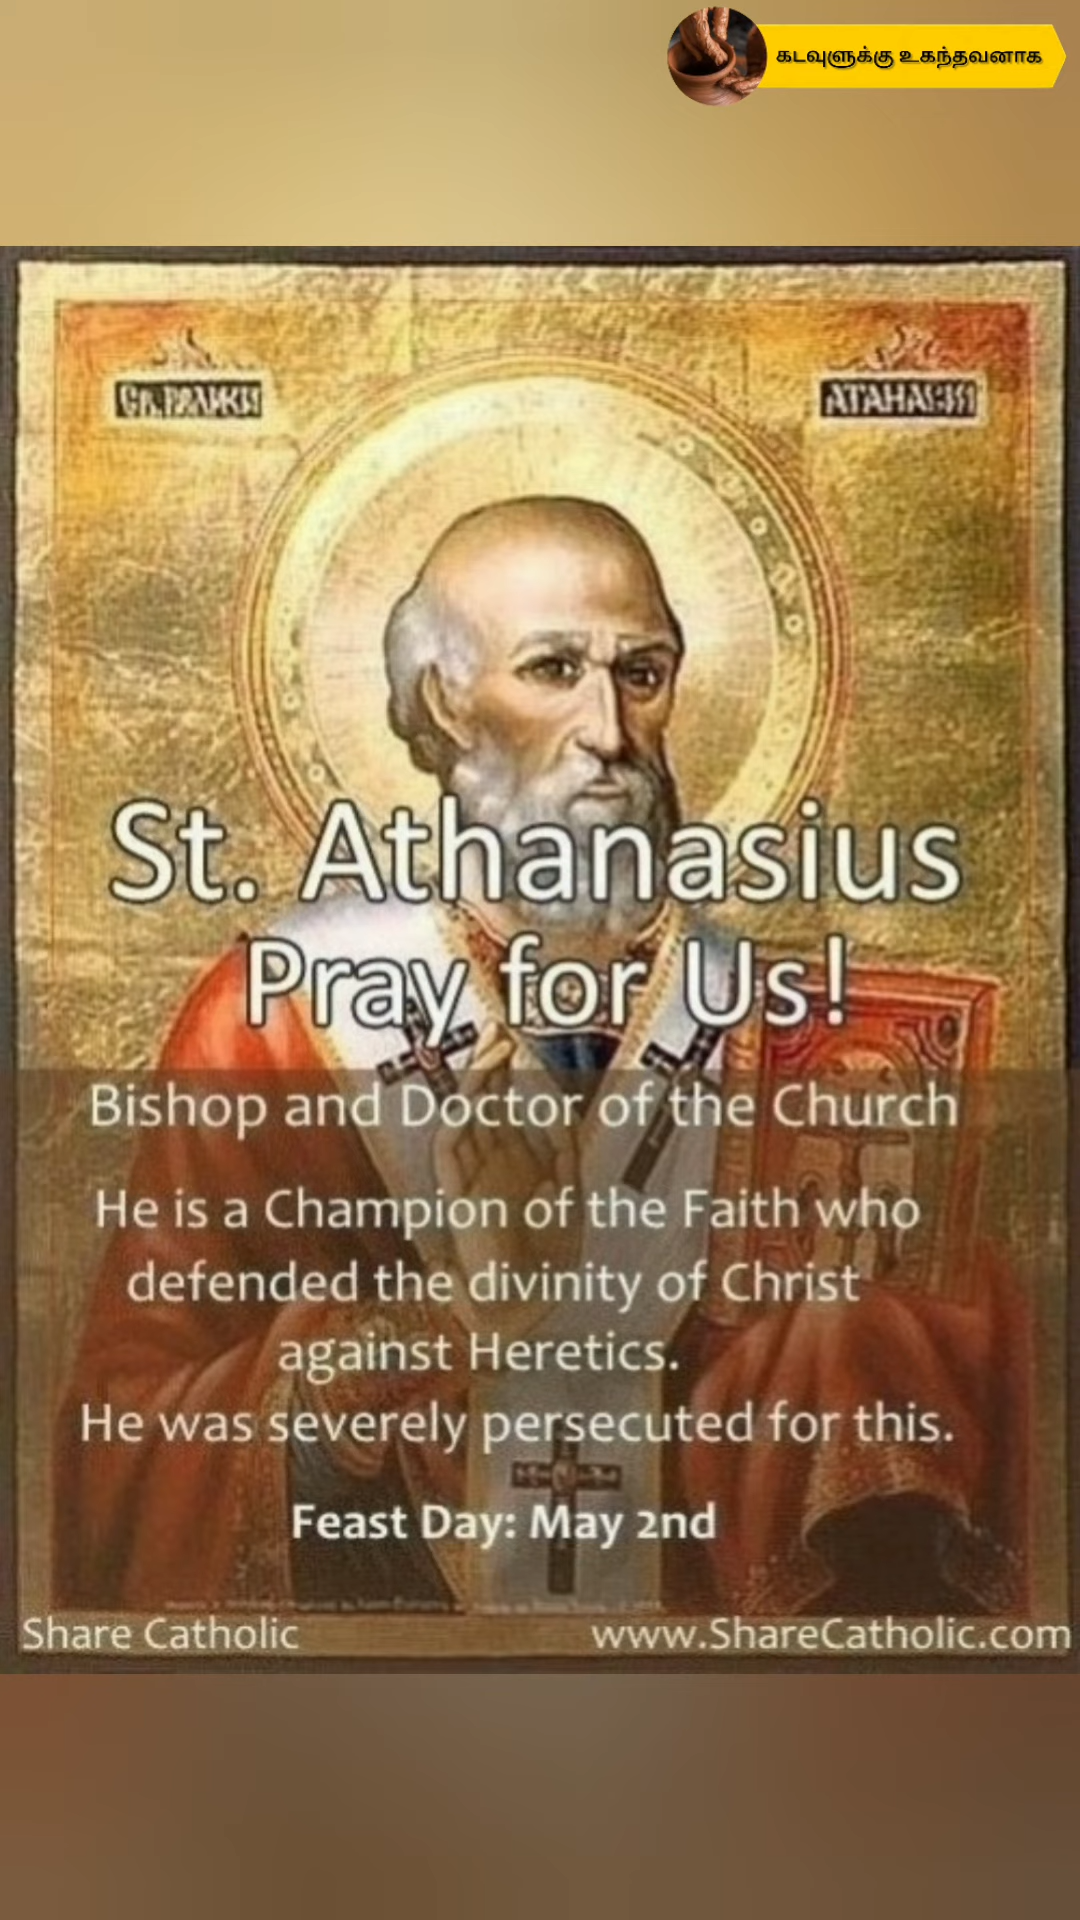 கடவுளுக்கு உகந்தவனாக
АТАНАСИЙ
St. Athanasius
Pray for Us!
Bishop and Doctor of the Church
He is a Champion of the Faith who
defended the divinity of Christ
against Heretics.
He was severely persecuted for this.
Feast Day: May 2nd
Share Catholic
www.ShareCatholic.com